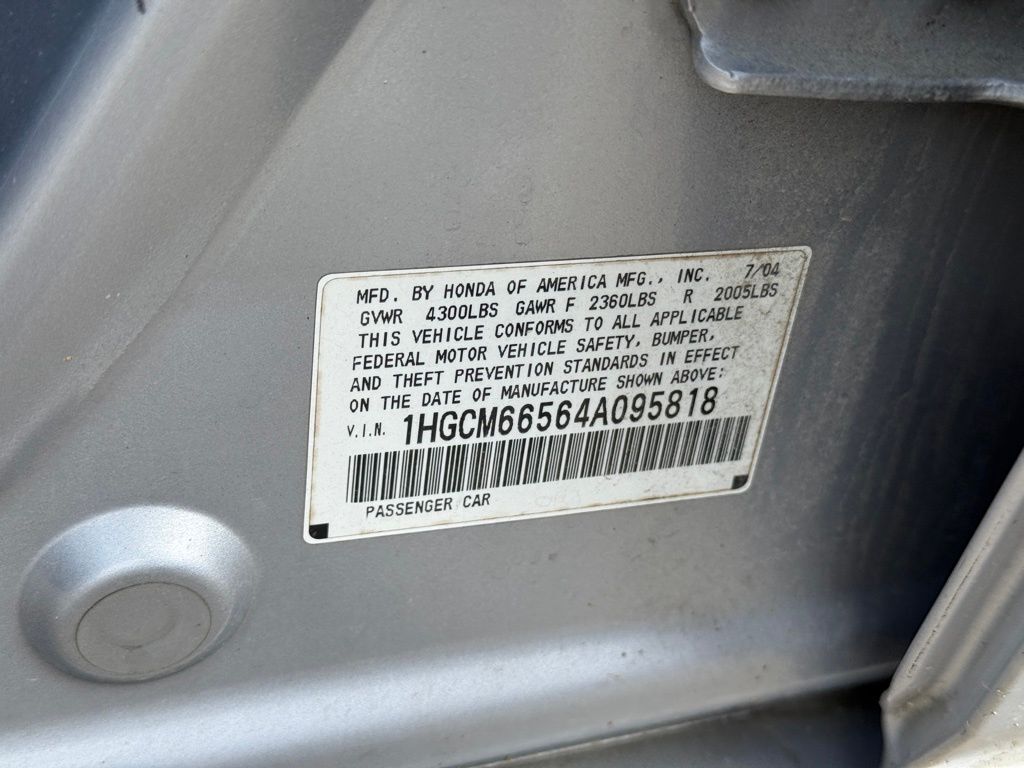 MFD. BY HONDA OF AMERICA MFG., INC. 7/04
GVWR 4300LBS GAWR F 2360LBS R 2005LBS
THIS VEHICLE CONFORMS TO ALL APPLICABLE
FEDERAL MOTOR VEHICLE SAFETY, BUMPER,
AND THEFT PREVENTION STANDARDS IN EFFECT
ON THE DATE OF MANUFACTURE SHOWN ABOVE:
V.I.N. 1HGCM66564A095818
PASSENGER CAR